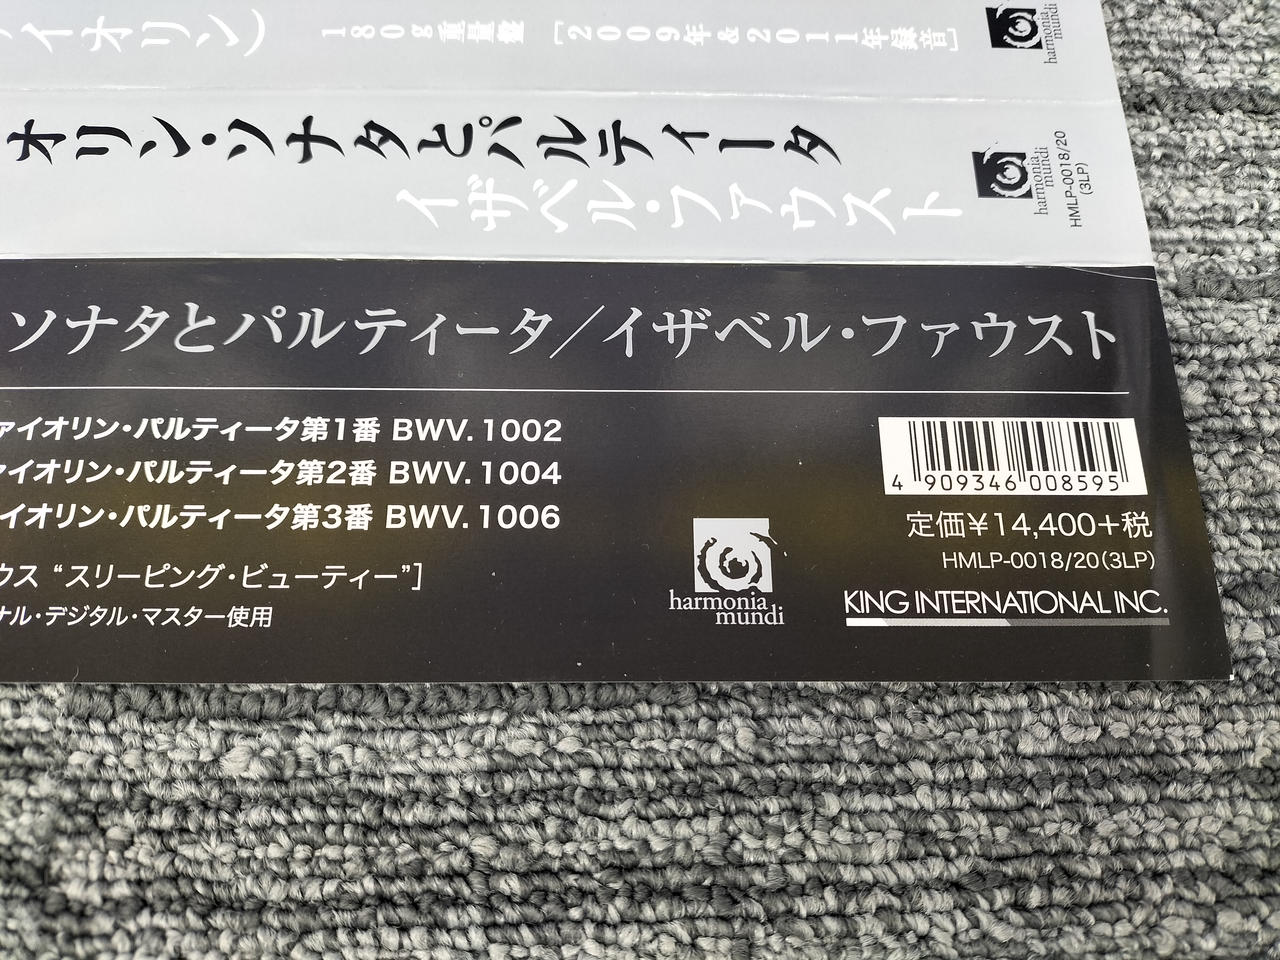 ァイオリン） 180g重量盤 [2009年&2011年録音]
harmonia
mundi
オリン・ソナタとパルティータ
イザベル・ファウスト
harmonia
mundi
HMLP-0018/20
(3LP)
ソナタとパルティータ／イザベル・ファウスト
ァイオリン・パルティータ第1番 BWV. 1002
ァイオリン・パルティータ第2番 BWV. 1004
イオリン・パルティータ第3番 BWV. 1006
ウス “スリーピング・ビューティー”]
ナル・デジタル・マスター使用
harmonia
mundi
4 909346 008595
定価¥14,400+税
HMLP-0018/20(3LP)
KING INTERNATIONAL INC.